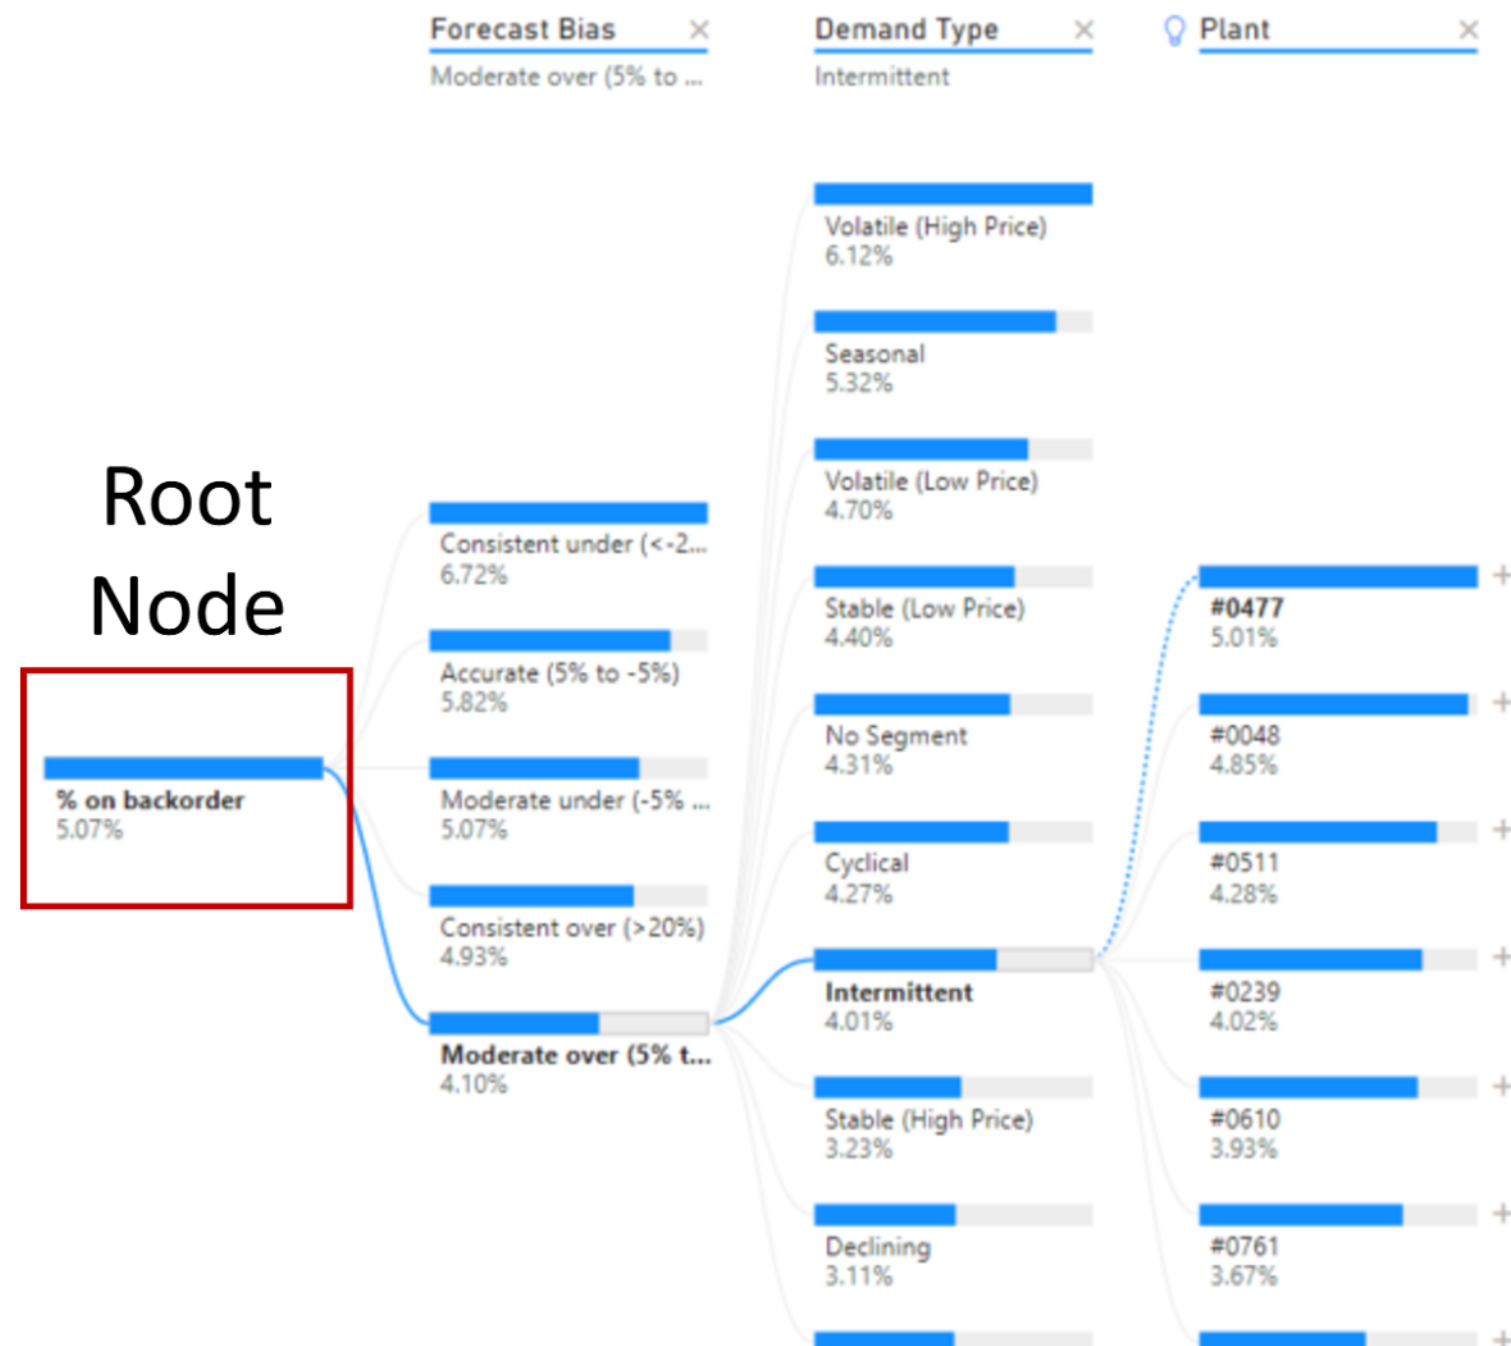 Forecast Bias
Moderate over (5% to ...
Demand Type
Intermittent
Plant
Root
Node
% on backorder
5.07%
Consistent under (<-2...
6.72%
Accurate (5% to -5%)
5.82%
Moderate under (-5% ...
5.07%
Consistent over (>20%)
4.93%
Moderate over (5% t...
4.10%
Volatile (High Price)
6.12%
Seasonal
5.32%
Volatile (Low Price)
4.70%
Stable (Low Price)
4.40%
No Segment
4.31%
Cyclical
4.27%
Intermittent
4.01%
Stable (High Price)
3.23%
Declining
3.11%
#0477
5.01%
#0048
4.85%
#0511
4.28%
#0239
4.02%
#0610
3.93%
#0761
3.67%